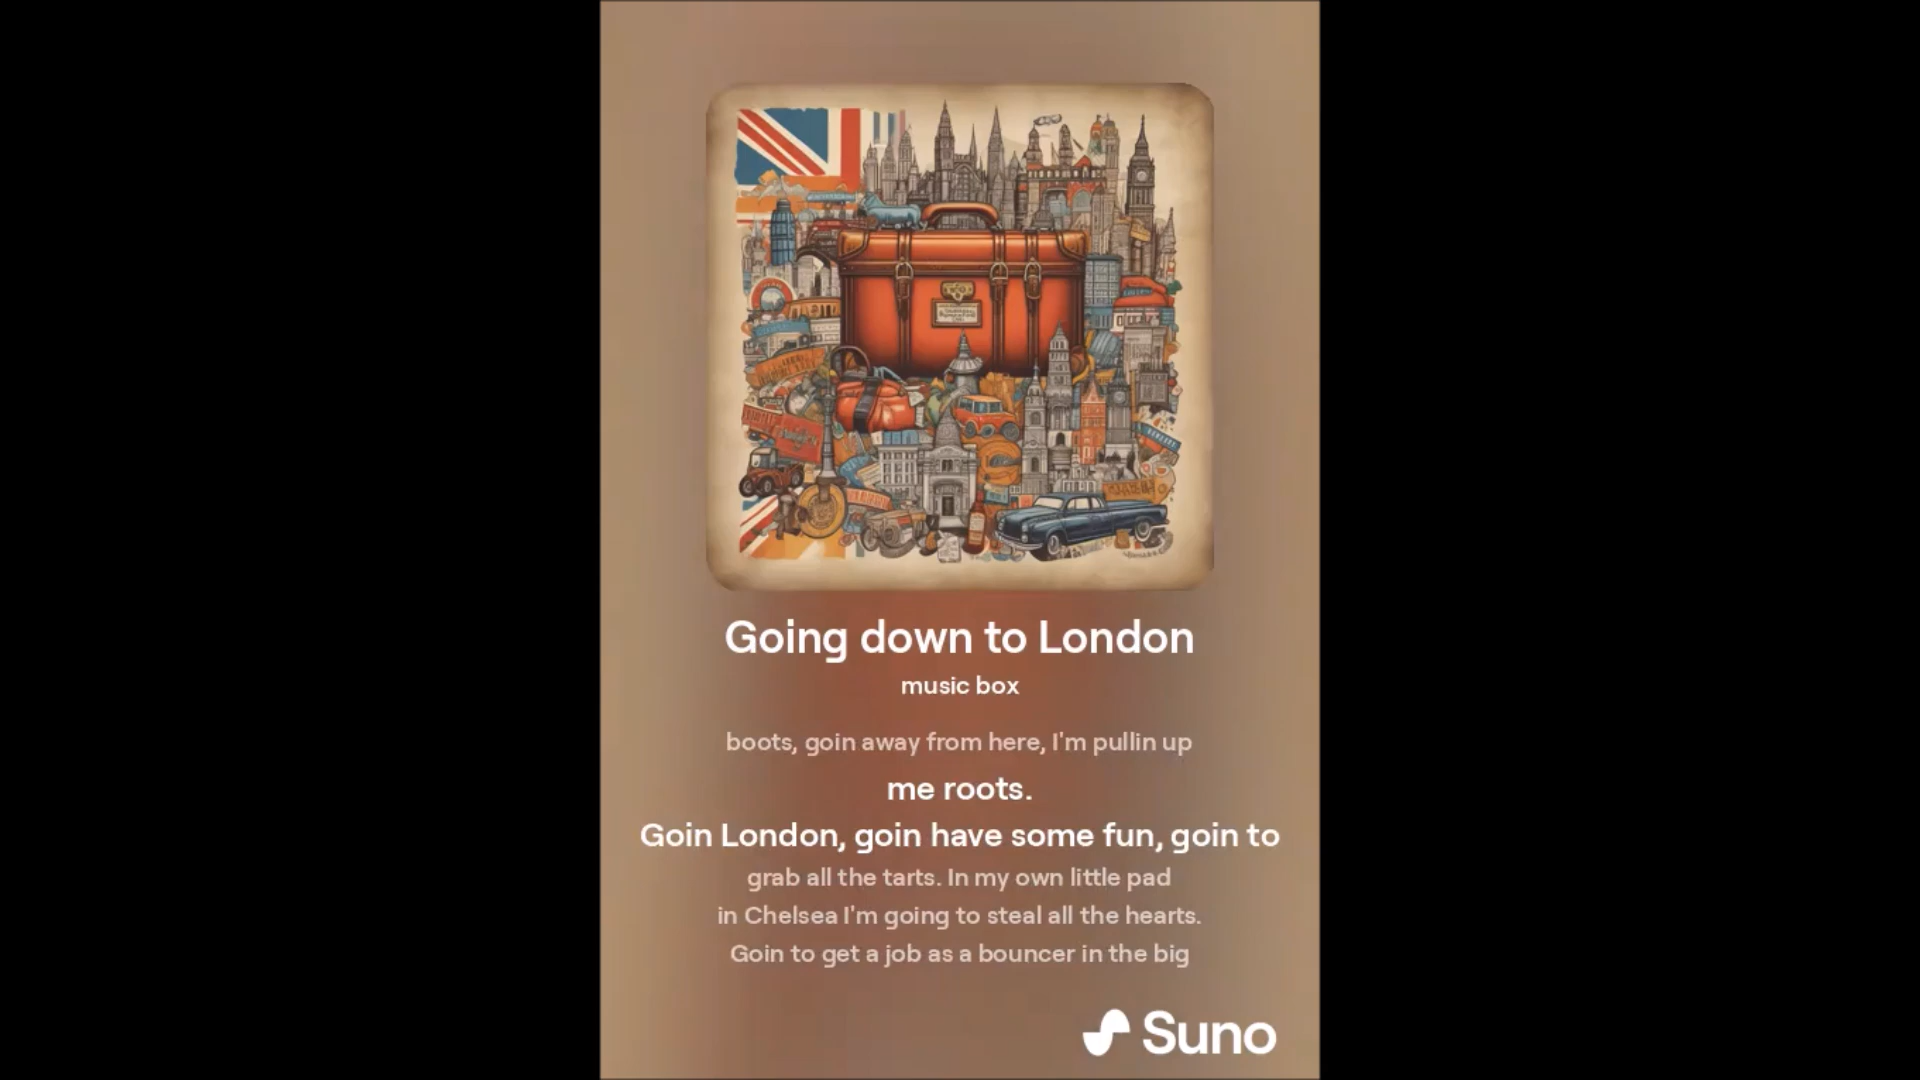 Going down to London
music box
boots, goin away from here, I'm pullin up
me roots.
Goin London, goin have some fun, goin to
grab all the tarts. In my own little pad
in Chelsea I'm going to steal all the hearts.
Goin to get a job as a bouncer in the big
Suno